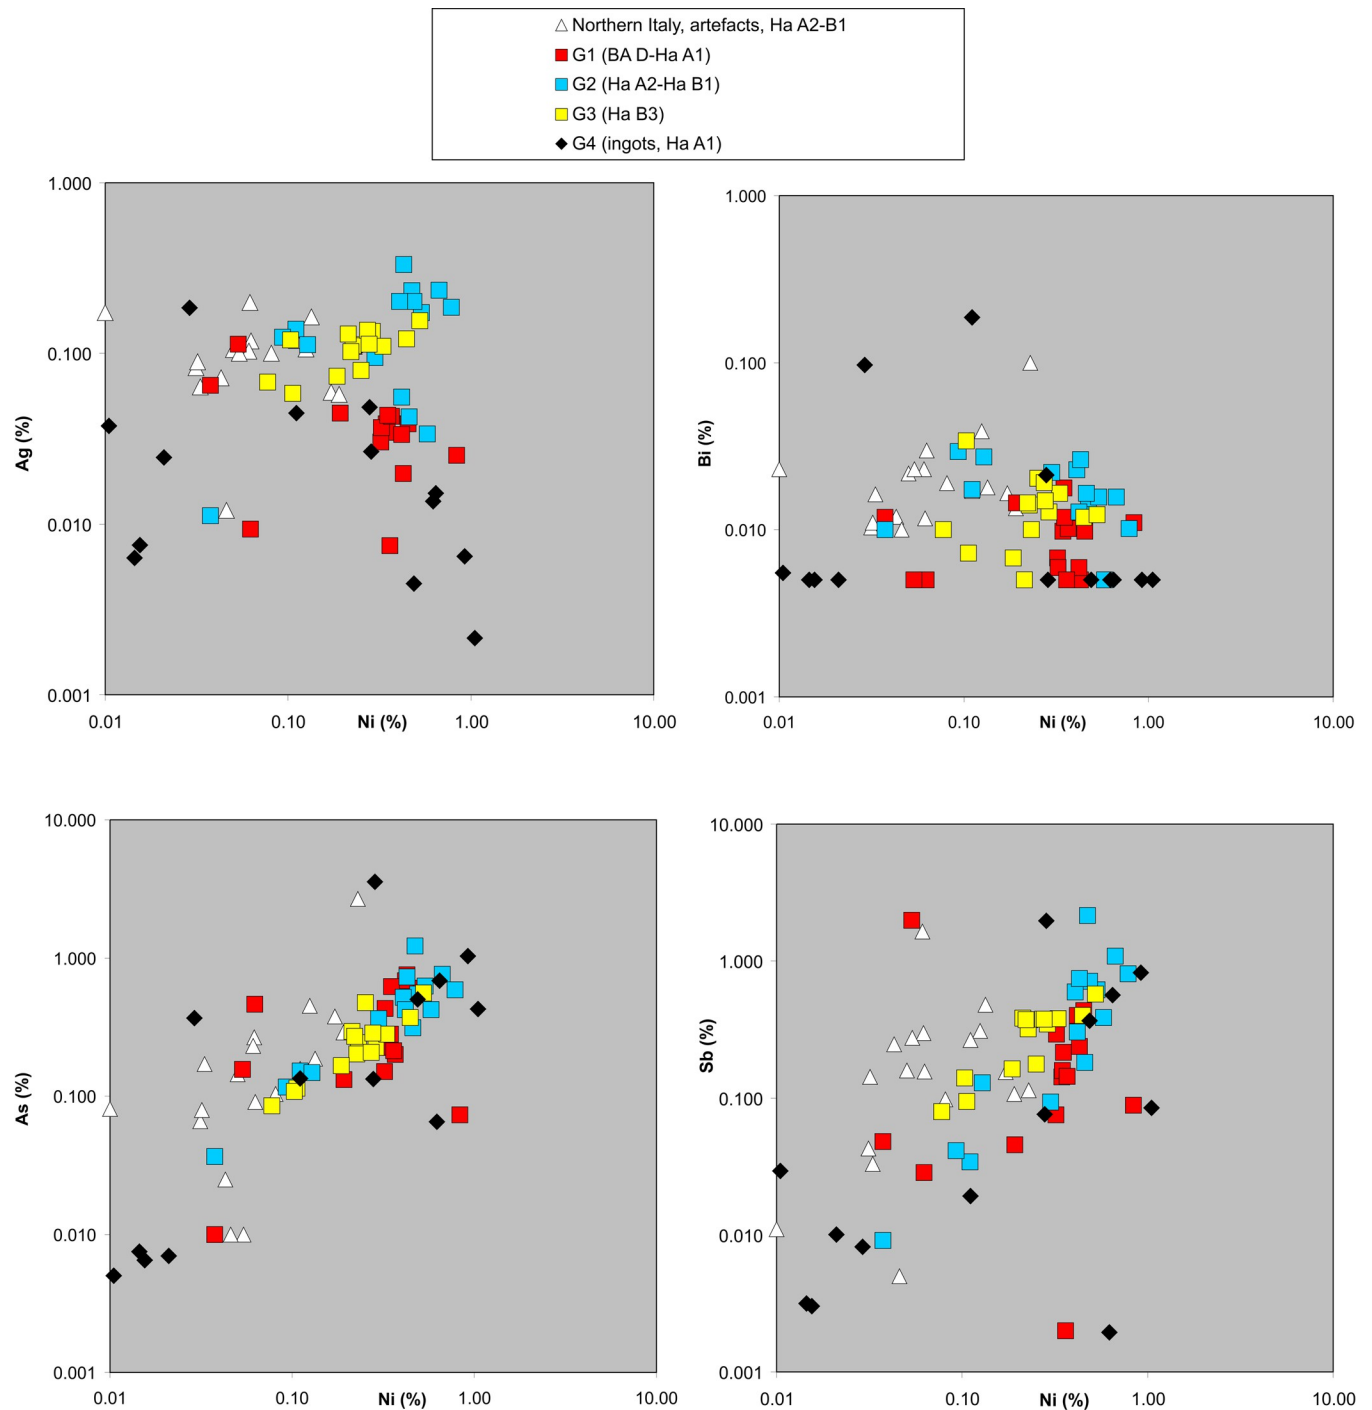 Northern Italy, artefacts, Ha A2-B1
G1 (BA D-Ha A1)
G2 (Ha A2-Ha B1)
G3 (Ha B3)
G4 (ingots, Ha A1)
1.000
0.100
0.010
0.001
Ag (%)
0.01
0.10
1.00
10.00
Ni (%)
1.000
0.100
0.010
0.001
Bi (%)
0.01
0.10
1.00
10.00
Ni (%)
10.000
1.000
0.100
0.010
0.001
As (%)
0.01
0.10
1.00
10.00
Ni (%)
10.000
1.000
0.100
0.010
0.001
Sb (%)
0.01
0.10
1.00
10.00
Ni (%)